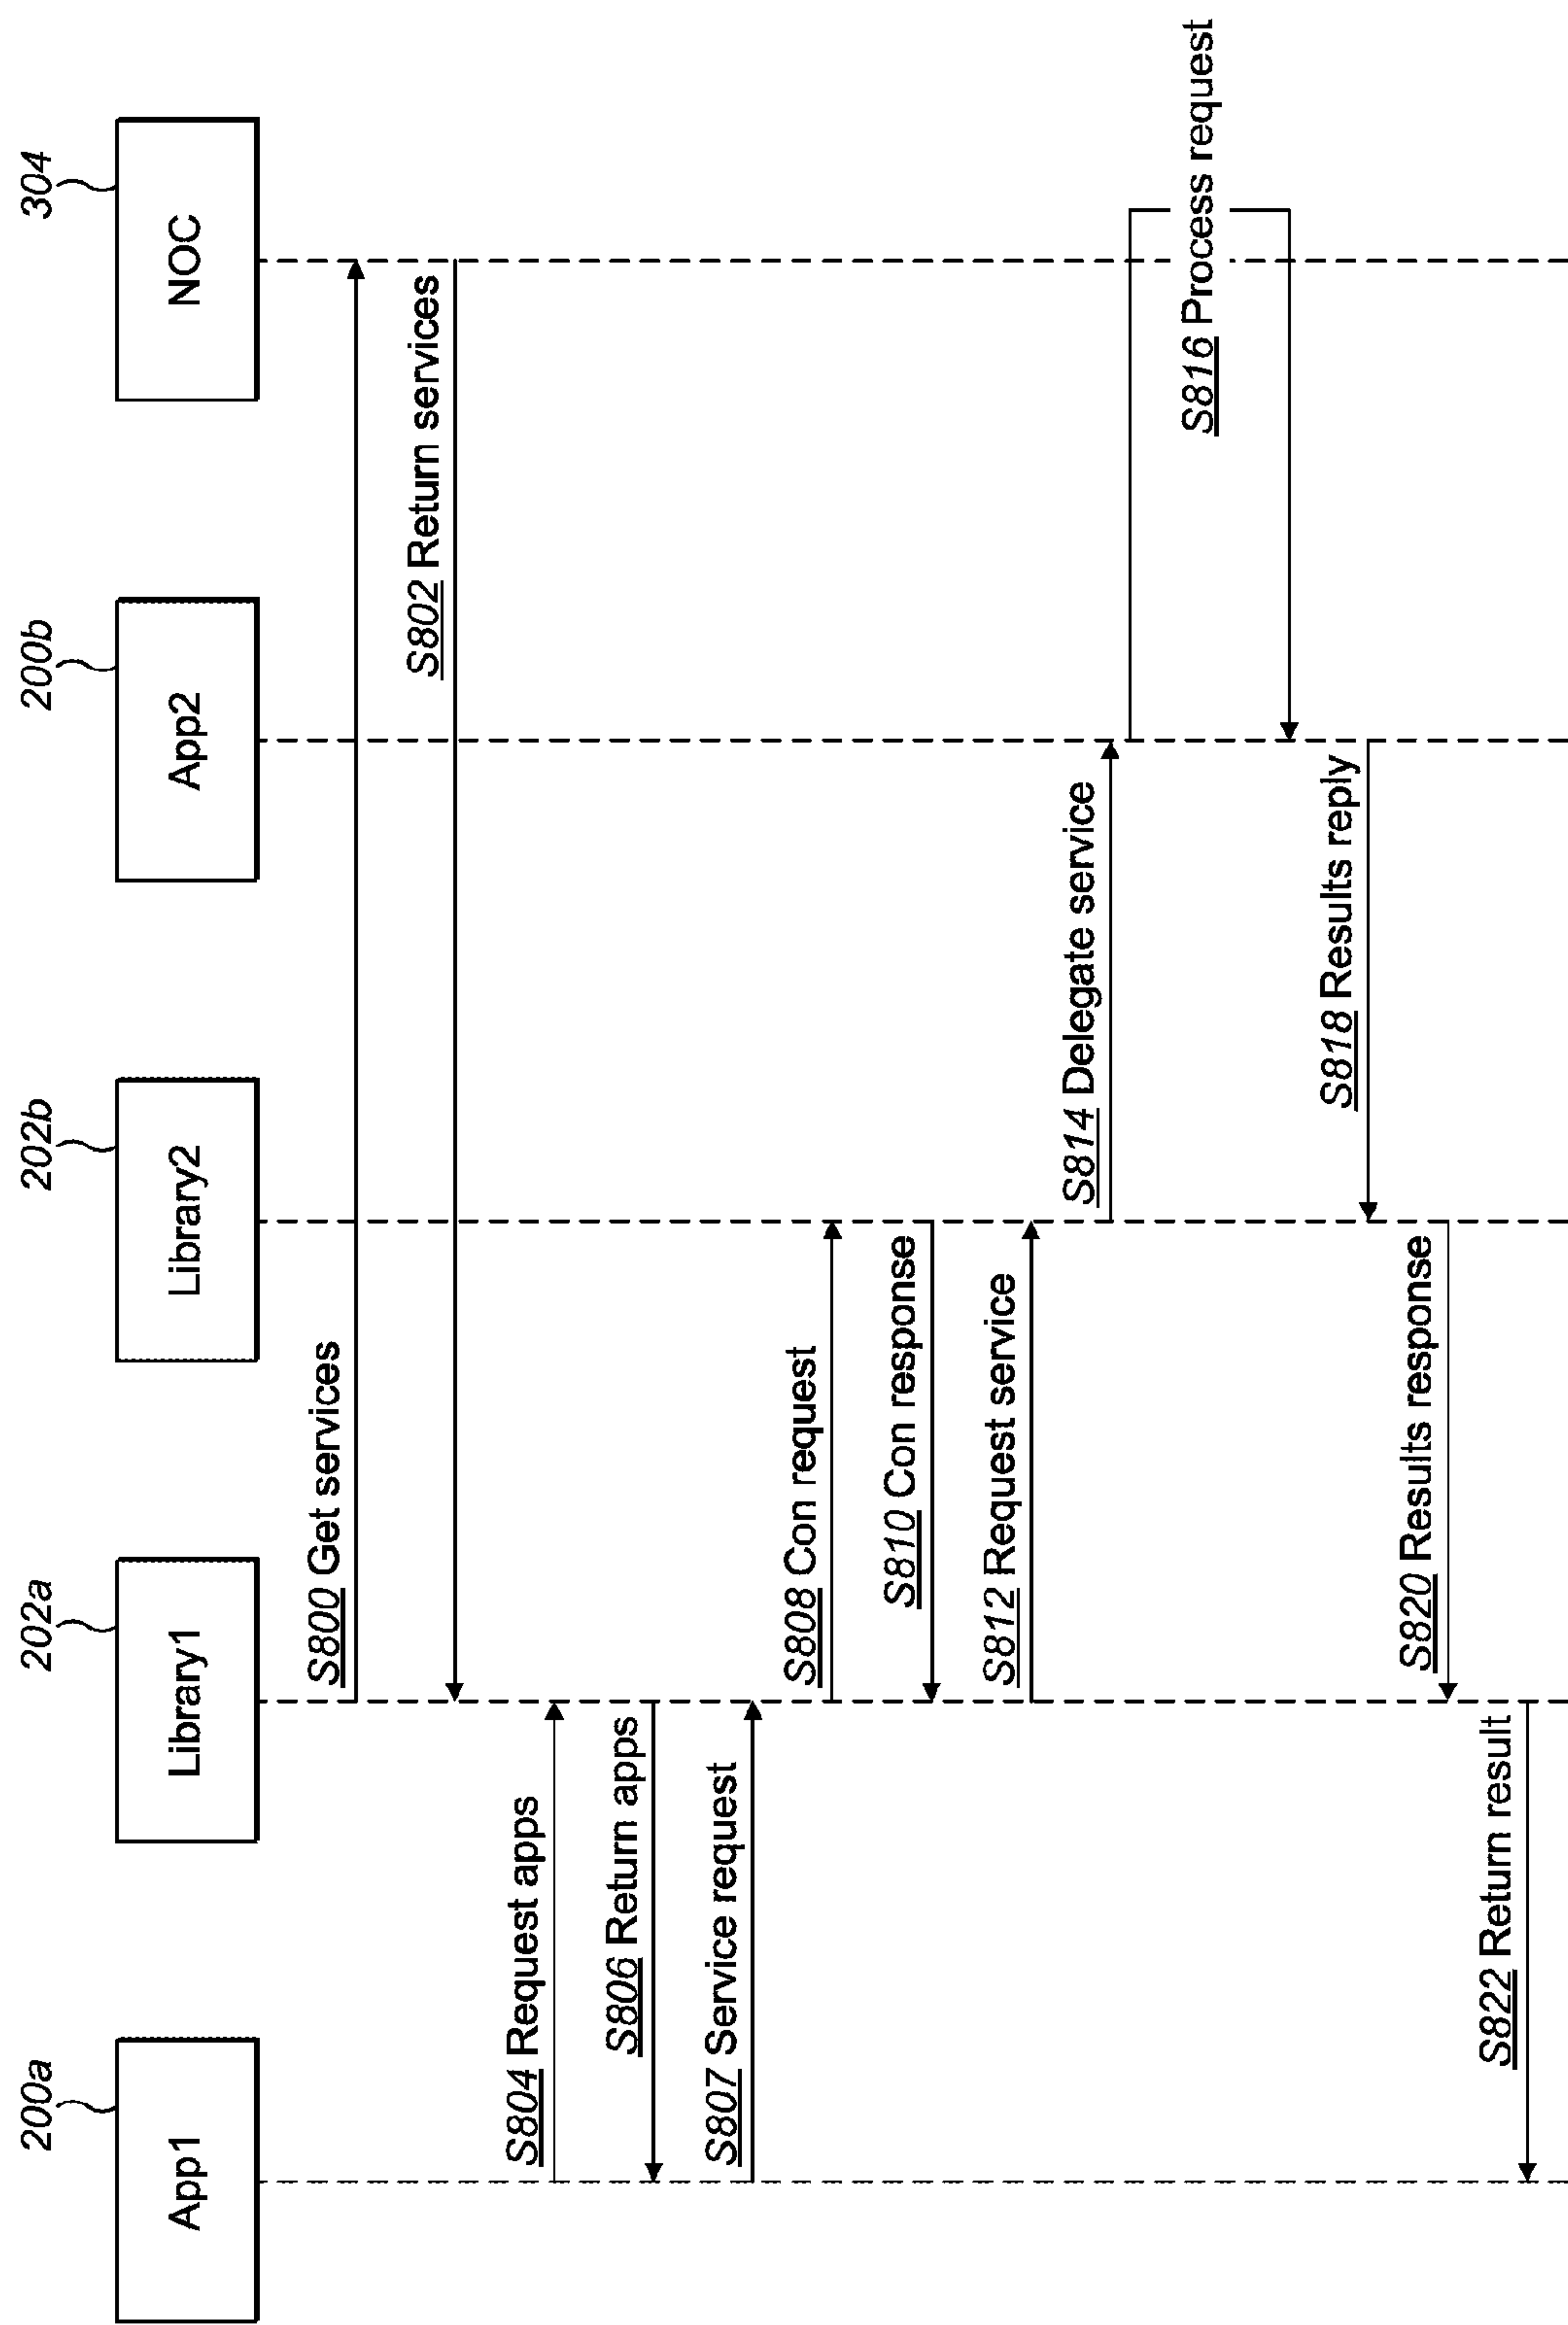 200a
202a
202b
200b
304
App1
Library1
Library2
App2
NOC
S800 Get services
S802 Return services
S804 Request apps
S806 Return apps
S807 Service request
S808 Con request
S810 Con response
S812 Request service
S814 Delegate service
S816 Process request
S818 Results reply
S820 Results response
S822 Return result